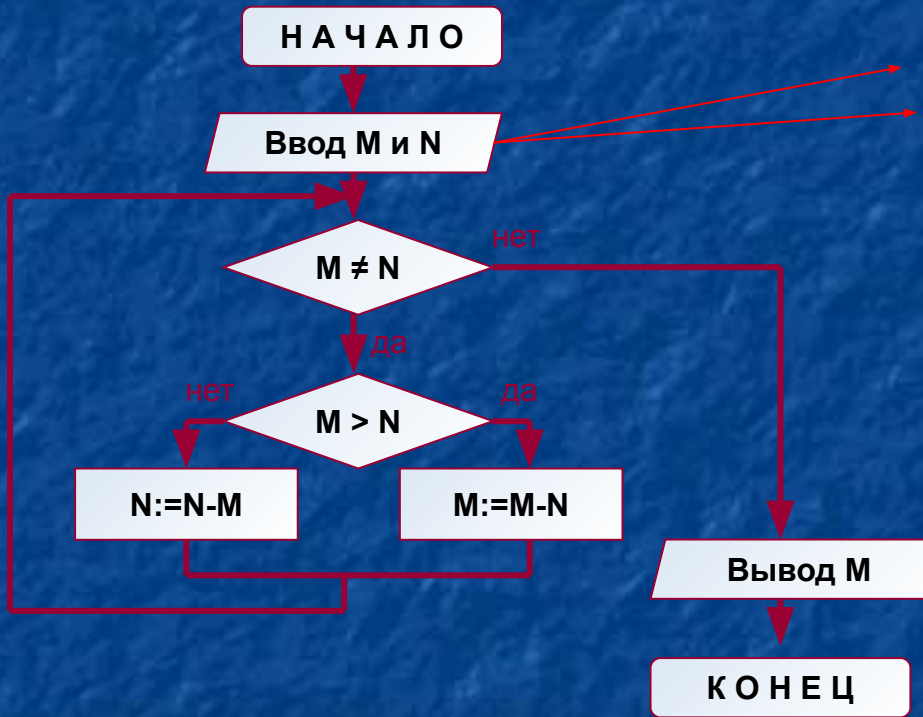 Н А Ч А Л О
Ввод M и N
M ≠ N
нет
да
нет
M > N
да
N:=N-M
M:=M-N
Вывод M
К О Н Е Ц